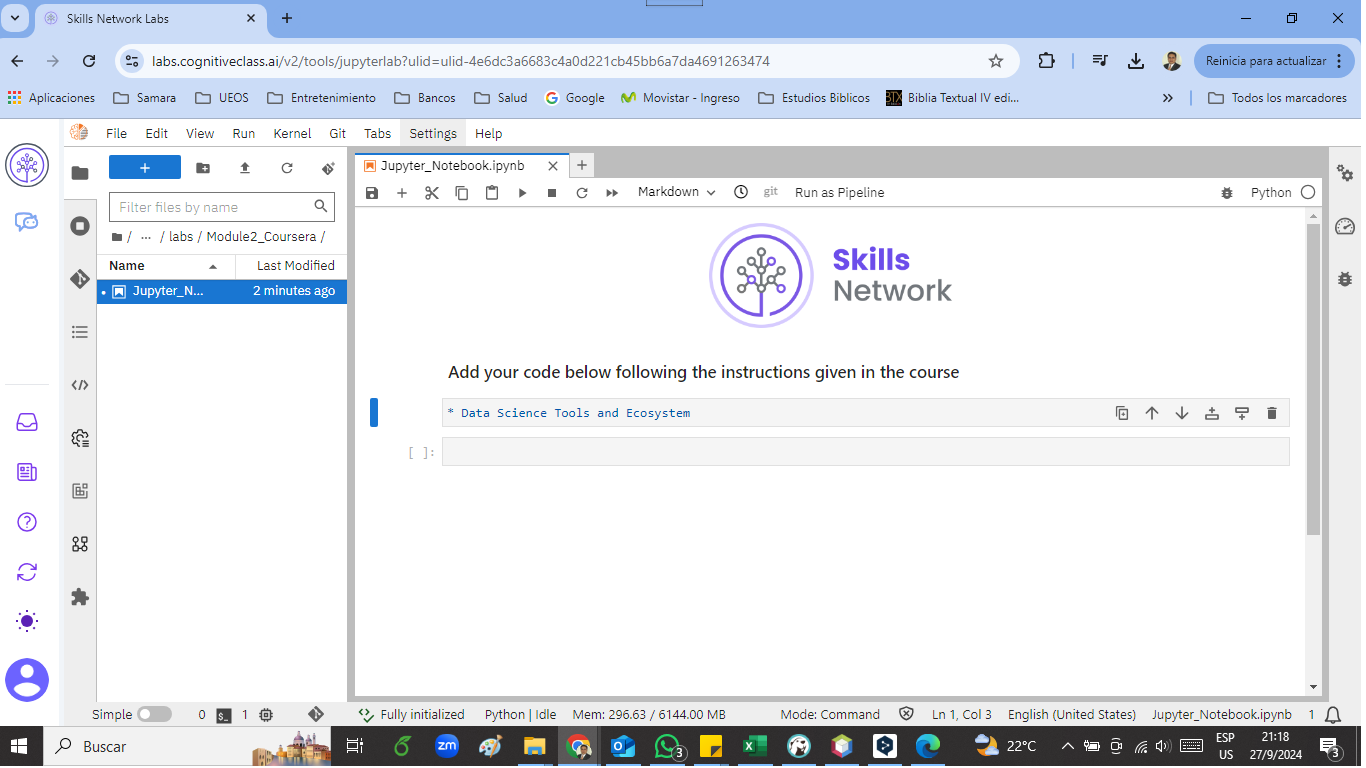 Skills Network Labs
labs.cognitiveclass.ai/v2/tools/jupyterlab?ulid=ulid-4e6dc3a6683c4a0d221cb45bb6a7da4691263474
Reinicia para actualizar
Aplicaciones
Samara
UEOS
Entretenimiento
Bancos
Salud
Google
Movistar - Ingreso
Estudios Biblicos
BTX
Biblia Textual IV edi...
Todos los marcadores
File Edit View Run Kernel Git Tabs Settings Help
Jupyter_Notebook.ipynb
Filter files by name
/ ... / labs / Module2_Coursera /
Name Last Modified
Jupyter_N... 2 minutes ago
Markdown
git
Run as Pipeline
Python
Skills
Network
Add your code below following the instructions given in the course
* Data Science Tools and Ecosystem
[ ]:
Simple 0 $_ 1
Fully initialized
Python | Idle
Mem: 296.63 / 6144.00 MB
Mode: Command
Ln 1, Col 3
English (United States)
Jupyter_Notebook.ipynb
1
Buscar
zm
3
22°C
ESP
US
21:18
27/9/2024
3